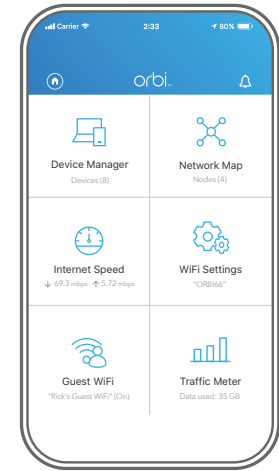 Carrier 2:33 80%
orbi™
Device Manager Network Map
Devices (8) Nodes (4)
Internet Speed WiFi Settings
↓ 69.3 mbps ↑ 5.72 mbps "ORBI66"
Guest WiFi Traffic Meter
"Rick's Guest WiFi" (On) Data used: 35 GB